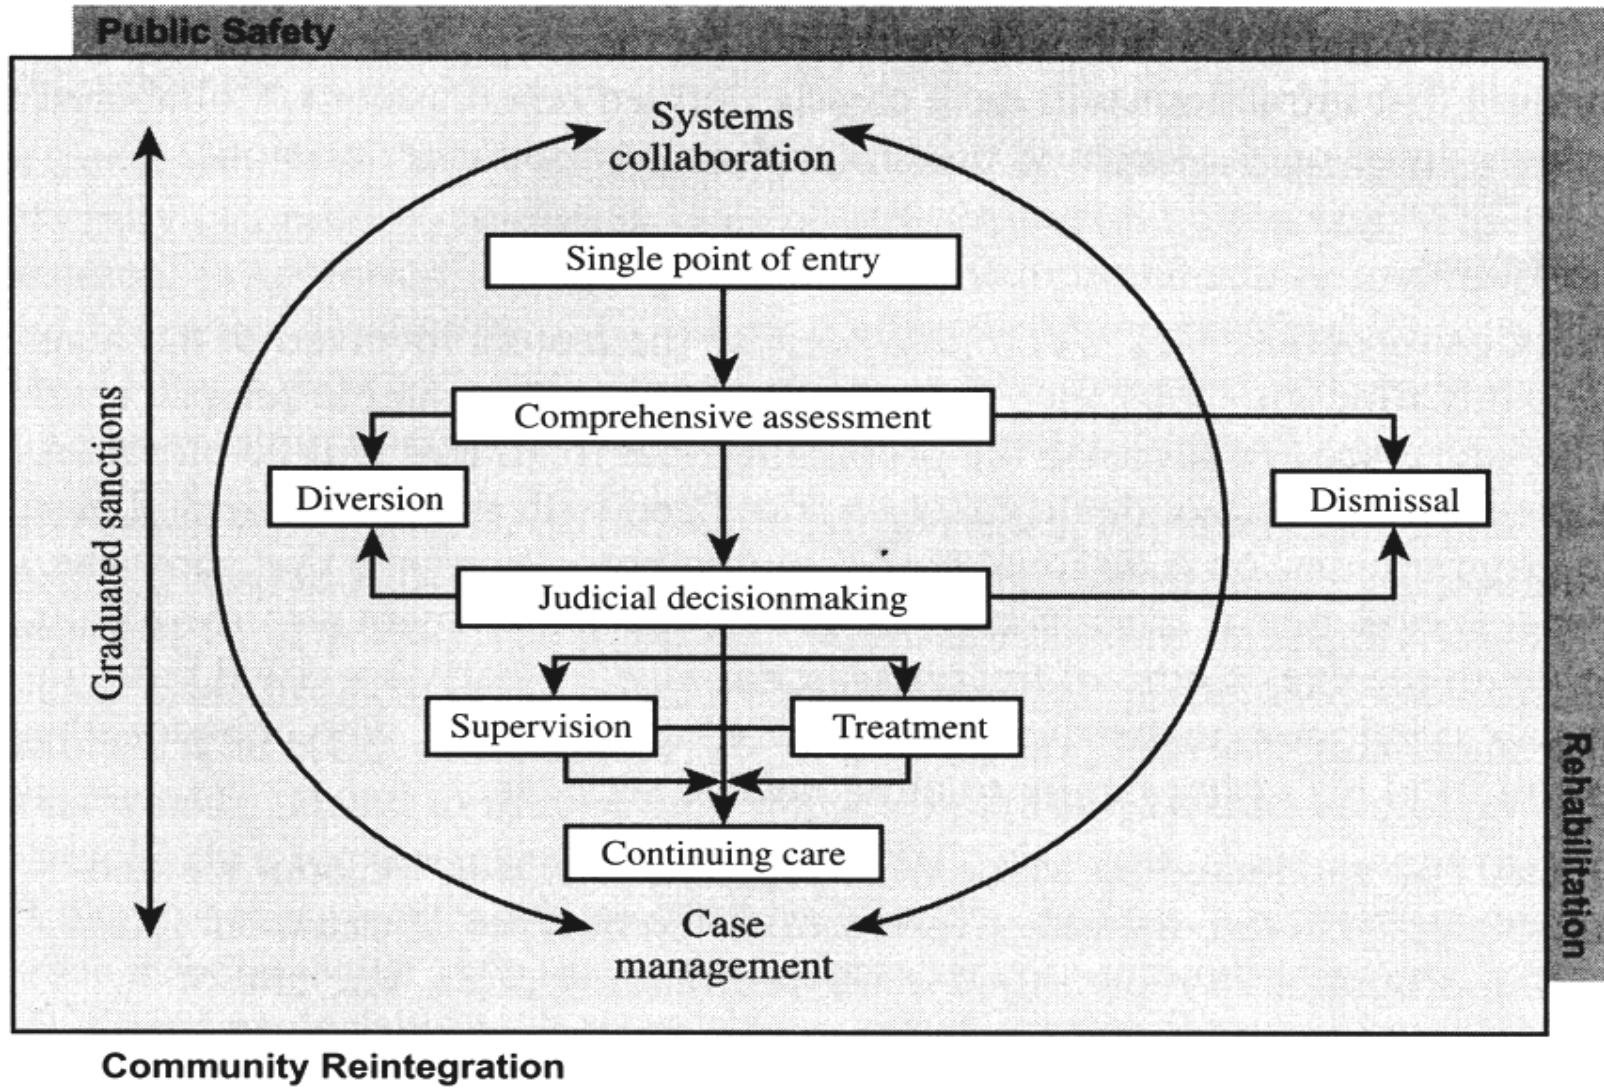 Public Safety
Systems
collaboration
Single point of entry
Comprehensive assessment
Diversion
Dismissal
Graduated sanctions
Judicial decisionmaking
Supervision
Treatment
Continuing care
Case
management
Rehabilitation
Community Reintegration